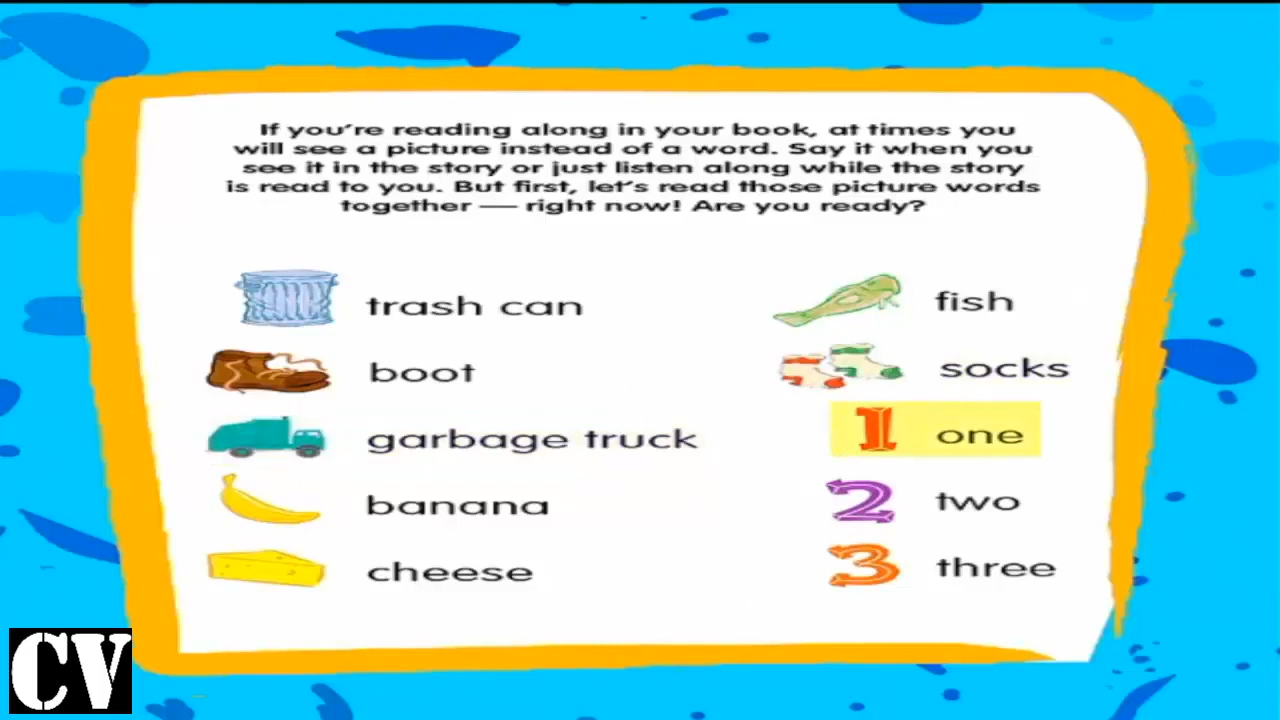 If you're reading along in your book, at times you
will see a picture instead of a word. Say it when you
see it in the story or just listen along while the story
is read to you. But first, let's read those picture words
together — right now! Are you ready?
trash can
boot
garbage truck
banana
cheese
fish
socks
1 one
2 two
3 three
CV